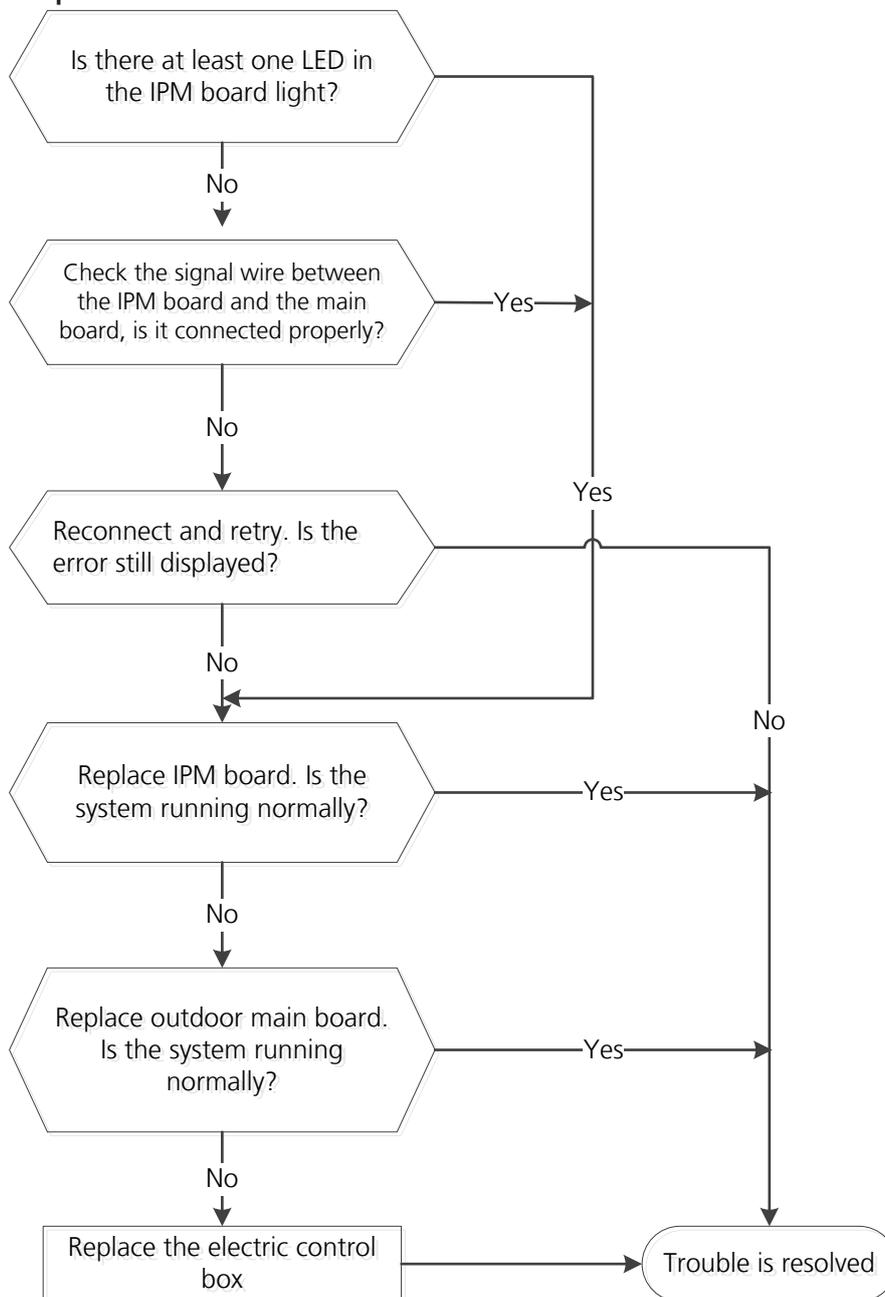 Is there at least one LED in
the IPM board light?
No
Check the signal wire between
the IPM board and the main
board, is it connected properly?
Yes
No
Yes
Reconnect and retry. Is the
error still displayed?
No
No
Replace IPM board. Is the
system running normally?
Yes
No
Replace outdoor main board.
Is the system running
normally?
Yes
No
Replace the electric control
box
Trouble is resolved